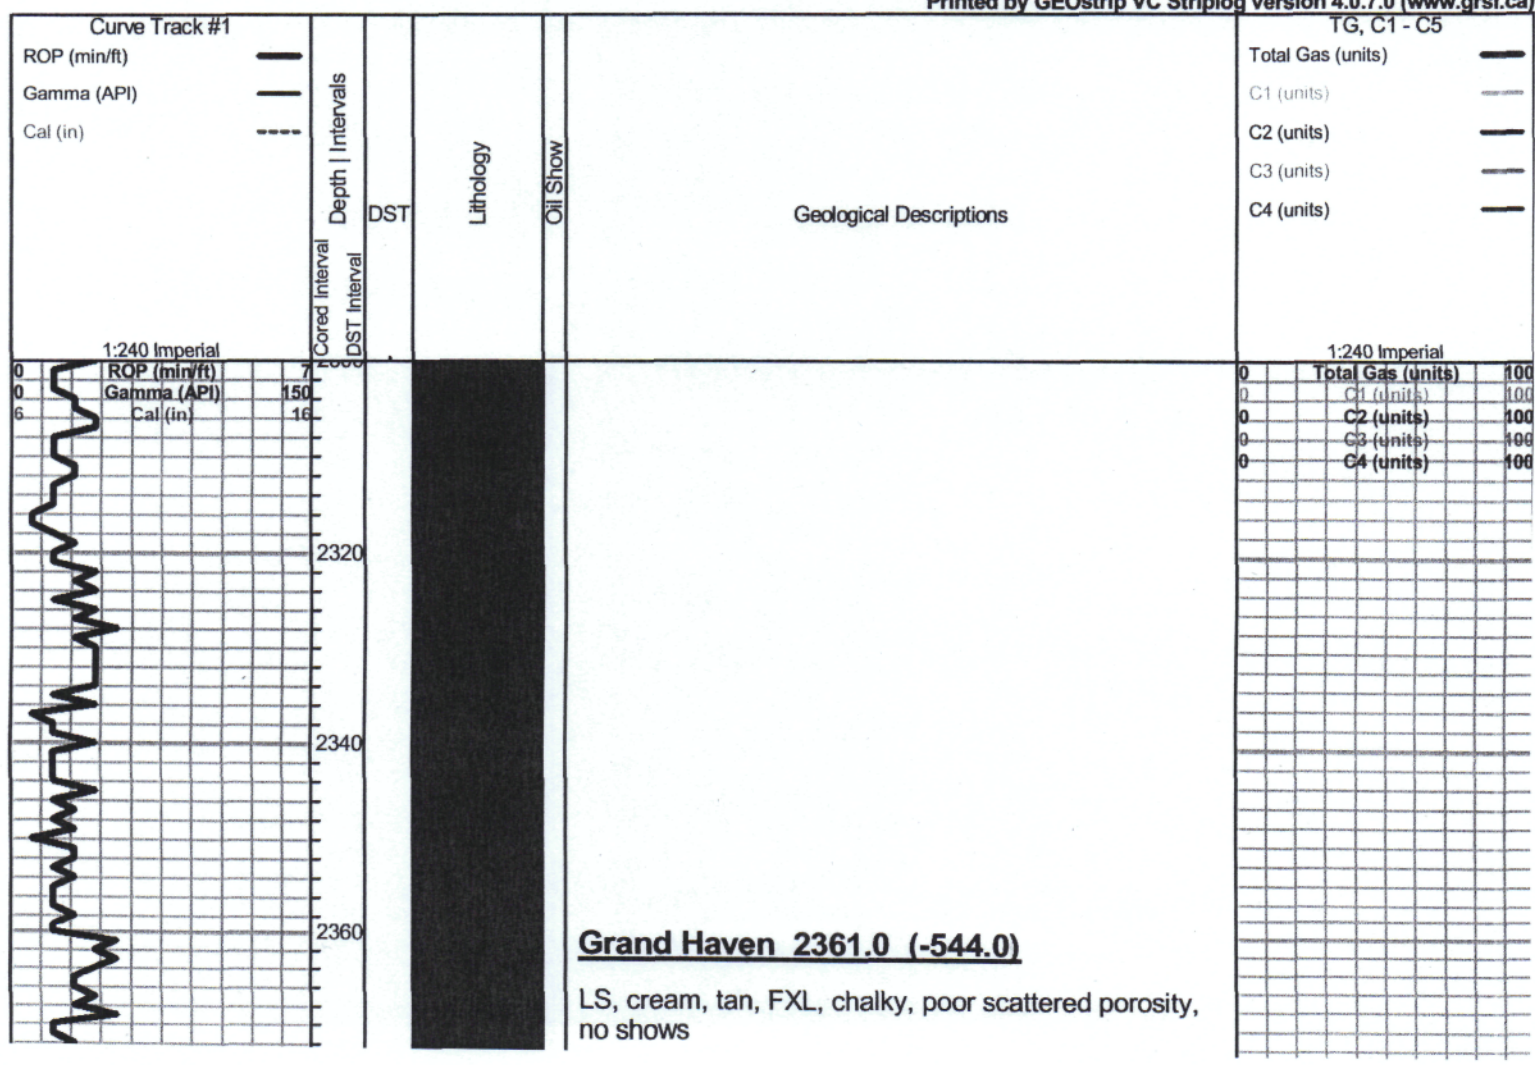 Printed by GEOstrip VC Striplog version 4.0.7.0 (www.grsi.ca)
Curve Track #1
ROP (min/ft)
Gamma (API)
Cal (in)
1:240 Imperial
Cored Interval
Depth | Intervals
DST Interval
DST
Lithology
Oil Show
Geological Descriptions
TG, C1 - C5
Total Gas (units)
C1 (units)
C2 (units)
C3 (units)
C4 (units)
1:240 Imperial
0 ROP (min/ft) 7
0 Gamma (API) 150
6 Cal (in) 16
0 Total Gas (units) 100
0 C1 (units) 100
0 C2 (units) 100
0 C3 (units) 100
0 C4 (units) 100
2320
2340
2360
Grand Haven 2361.0 (-544.0)
LS, cream, tan, FXL, chalky, poor scattered porosity,
no shows